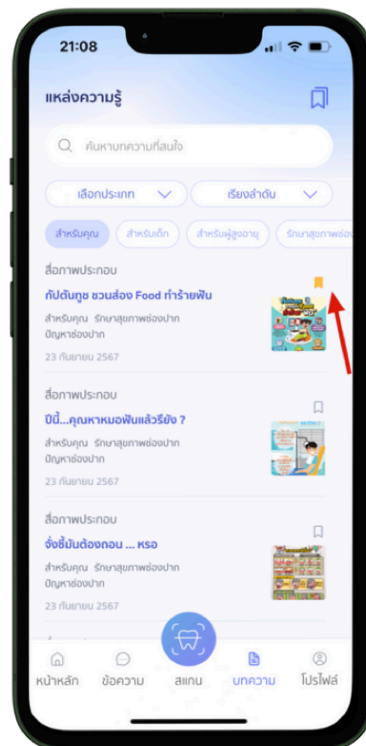 21:08
แหล่งความรู้
ค้นหาบทความที่สนใจ
เลือกประเภท
เรียงลำดับ
สำหรับคุณ
สำหรับเด็ก
สำหรับผู้สูงอายุ
รักษาสุขภาพช่อง
สื่อภาพประกอบ
กัปตันทูช ชวนส่อง Food ทำร้ายฟัน
สำหรับคุณ รักษาสุขภาพช่องปาก
ปัญหาช่องปาก
23 กันยายน 2567
สื่อภาพประกอบ
ปีนี้...คุณหาหมอฟันแล้วรึยัง ?
สำหรับคุณ รักษาสุขภาพช่องปาก
ปัญหาช่องปาก
23 กันยายน 2567
สื่อภาพประกอบ
จั่งซี้มันต้องถอน ... หรอ
สำหรับคุณ รักษาสุขภาพช่องปาก
ปัญหาช่องปาก
23 กันยายน 2567
หน้าหลัก
ข้อความ
สแกน
บทความ
โปรไฟล์